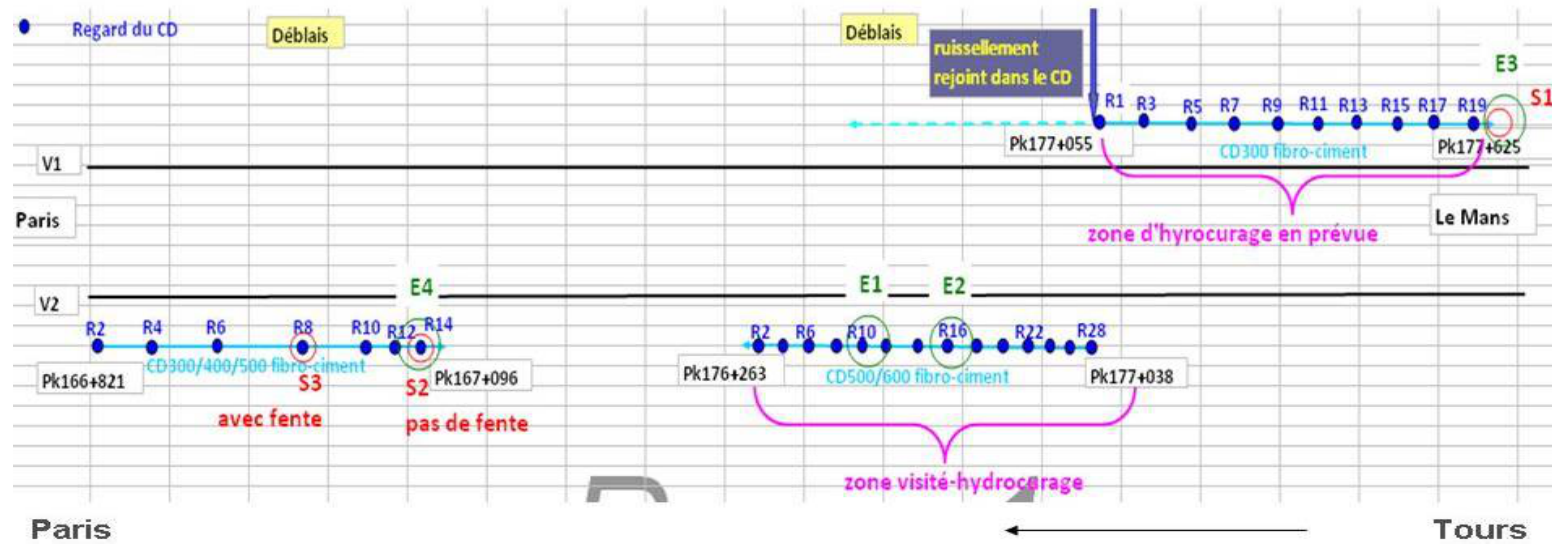 Regard du CD
Déblais
Déblais
ruissellement
rejoint dans le CD
E3
S1
R1 R3 R5 R7 R9 R11 R13 R15 R17 R19
Pk177+055
CD300 fibro-ciment
Pk177+625
V1
Paris
Le Mans
zone d'hyrocurage en prévue
V2
E4
E1
E2
R2 R4 R6 R8 R10 R12 R14
R2 R6 R10 R16 R22 R28
Pk166+821
CD300/400/500 fibro-ciment
Pk167+096
Pk176+263
CD500/600 fibro-ciment
Pk177+038
S3
S2
avec fente
pas de fente
zone visité-hydrocurage
Paris
Tours